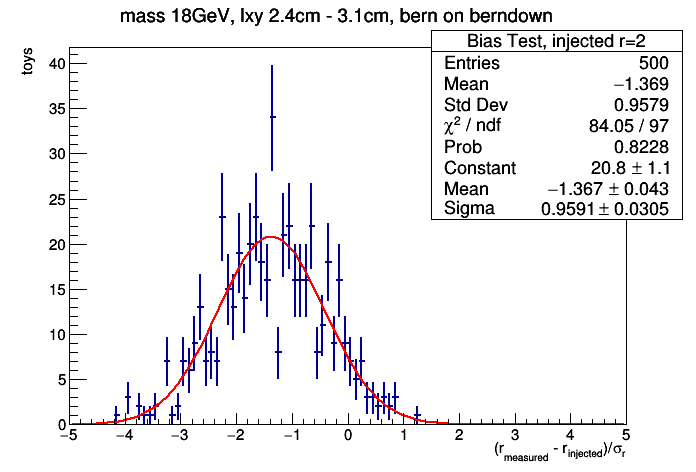 mass 18GeV, lxy 2.4cm - 3.1cm, bern on berndown
Bias Test, injected r=2
Entries 500
Mean −1.369
Std Dev 0.9579
χ² / ndf 84.05 / 97
Prob 0.8228
Constant 20.8 ± 1.1
Mean −1.367 ± 0.043
Sigma 0.9591 ± 0.0305
toys
40
35
30
25
20
15
10
5
0
−5 −4 −3 −2 −1 0 1 2 3 4 5
(r_measured - r_injected)/σ_r